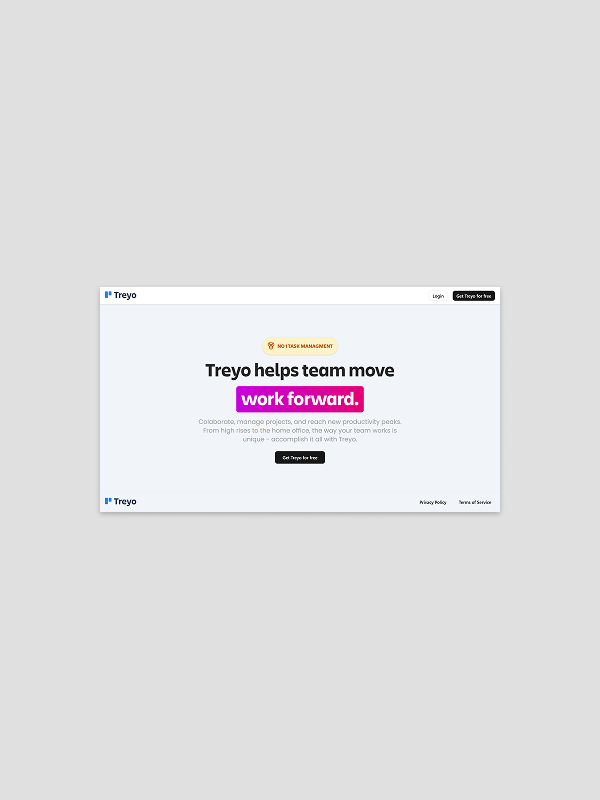 Treyo
Login
Get Treyo for free
NO 1 TASK MANAGMENT
Treyo helps team move
work forward.
Colaborate, manage projects, and reach new productivity peaks.
From high rises to the home office, the way your team works is
unique - accomplish it all with Treyo.
Get Treyo for free
Treyo
Privacy Policy
Terms of Service